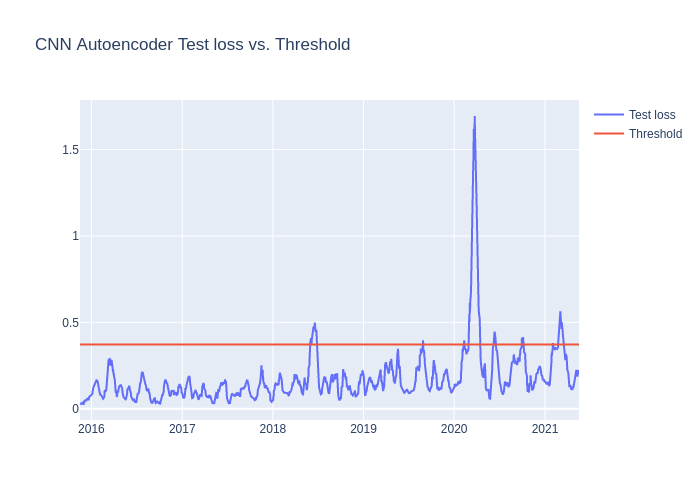 CNN Autoencoder Test loss vs. Threshold
Test loss
Threshold
1.5
1
0.5
0
2016 2017 2018 2019 2020 2021